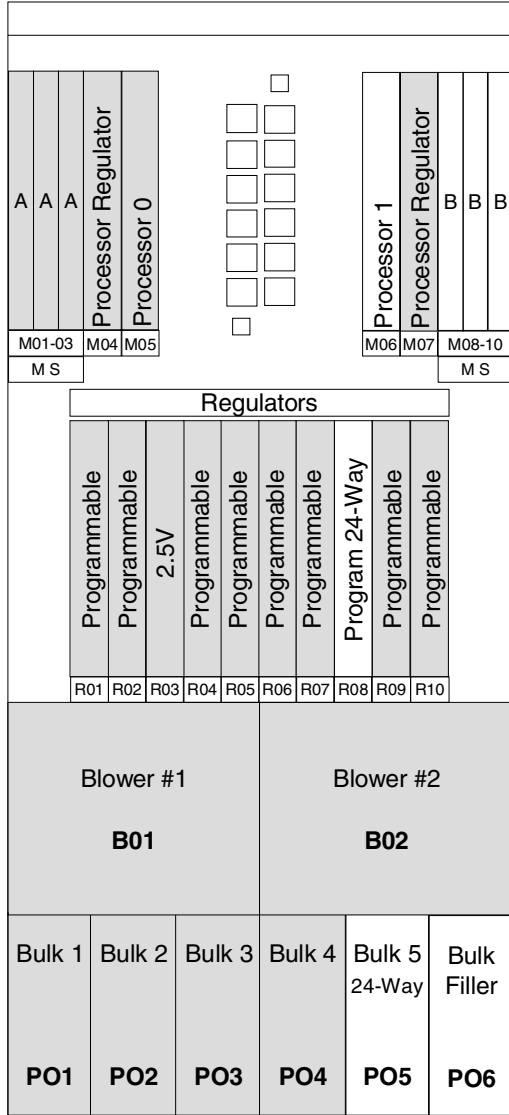 A A A Processor Regulator Processor 0 Processor 1 Processor Regulator B B B
M01-03 M04 M05 M06 M07 M08-10
M S M S
Regulators
Programmable Programmable 2.5V Programmable Programmable Programmable Programmable Program 24-Way Programmable Programmable
R01 R02 R03 R04 R05 R06 R07 R08 R09 R10
Blower #1 Blower #2
B01 B02
Bulk 1 Bulk 2 Bulk 3 Bulk 4 Bulk 5 Bulk
24-Way Filler
PO1 PO2 PO3 PO4 PO5 PO6